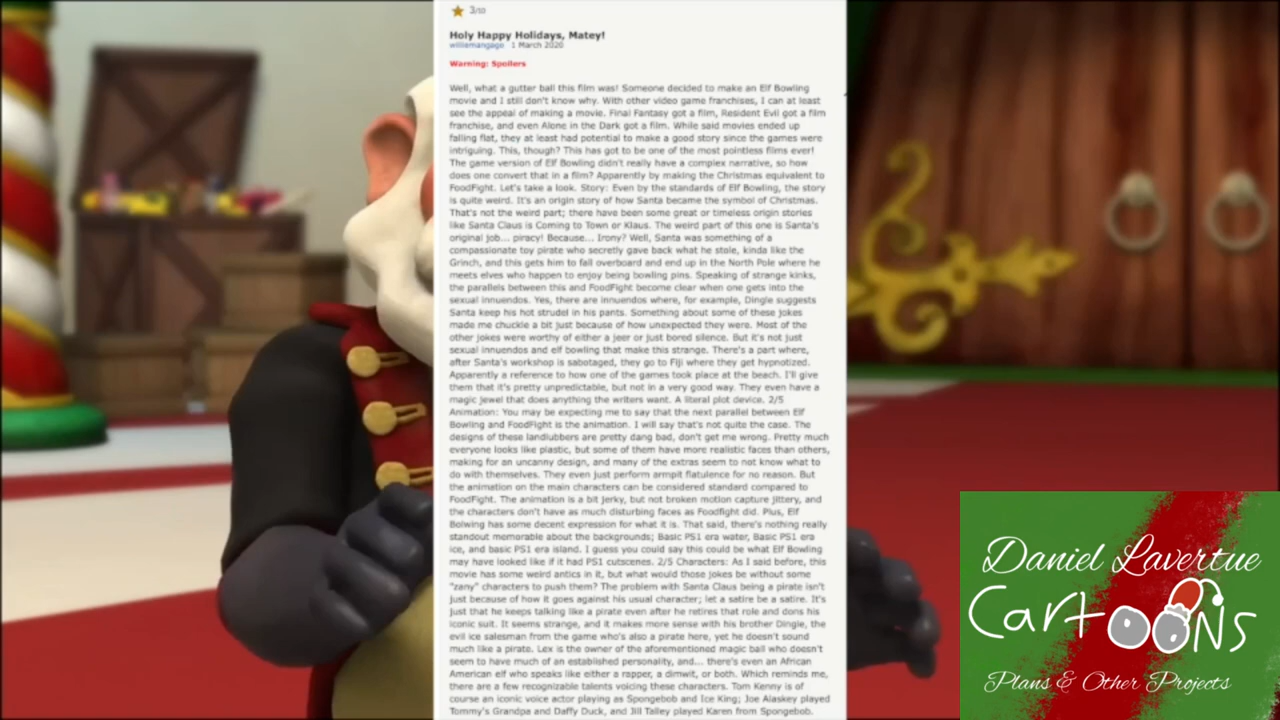 3/10
Holy Happy Holidays, Matey!
williemangage 1 March 2020
Warning: Spoilers
Well, what a gutter ball this film was! Someone decided to make an Elf Bowling
movie and I still don't know why. With other video game franchises, I can at least
see the appeal of making a movie. Final Fantasy got a film, Resident Evil got a film
franchise, and even Alone in the Dark got a film. While said movies ended up
falling flat, they at least had potential to make a good story since the games were
intriguing. This, though? This has got to be one of the most pointless films ever!
The game version of Elf Bowling didn't really have a complex narrative, so how
does one convert that in a film? Apparently by making the Christmas equivalent to
FoodFight. Let's take a look. Story: Even by the standards of Elf Bowling, the story
is quite weird. It's an origin story of how Santa became the symbol of Christmas.
That's not the weird part; there have been some great or timeless origin stories
like Santa Claus is Coming to Town or Klaus. The weird part of this one is Santa's
original job... piracy! Because... Irony? Well, Santa was something of a
compassionate toy pirate who secretly gave back what he stole, kinda like the
Grinch, and this gets him to fall overboard and end up in the North Pole where he
meets elves who happen to enjoy being bowling pins. Speaking of strange kinks,
the parallels between this and FoodFight become clear when one gets into the
sexual innuendos. Yes, there are innuendos where, for example, Dingle suggests
Santa keep his hot strudel in his pants. Something about some of these jokes
made me chuckle a bit just because of how unexpected they were. Most of the
other jokes were worthy of either a jeer or just bored silence. But it's not just
sexual innuendos and elf bowling that make this strange. There's a part where,
after Santa's workshop is sabotaged, they go to Fiji where they get hypnotized.
Apparently a reference to how one of the games took place at the beach. I'll give
them that it's pretty unpredictable, but not in a very good way. They even have a
magic jewel that does anything the writers want. A literal plot device. 2/5
Animation: You may be expecting me to say that the next parallel between Elf
Bowling and FoodFight is the animation. I will say that's not quite the case. The
designs of these landlubbers are pretty dang bad, don't get me wrong. Pretty much
everyone looks like plastic, but some of them have more realistic faces than others,
making for an uncanny design, and many of the extras seem to not know what to
do with themselves. They even just perform armpit flatulence for no reason. But
the animation on the main characters can be considered standard compared to
FoodFight. The animation is a bit jerky, but not broken motion capture jittery, and
the characters don't have as much disturbing faces as Foodfight did. Plus, Elf
Bolwing has some decent expression for what it is. That said, there's nothing really
standout memorable about the backgrounds; Basic PS1 era water, Basic PS1 era
ice, and basic PS1 era island. I guess you could say this could be what Elf Bowling
may have looked like if it had PS1 cutscenes. 2/5 Characters: As I said before, this
movie has some weird antics in it, but what would those jokes be without some
"zany" characters to push them? The problem with Santa Claus being a pirate isn't
just because of how it goes against his usual character; let a satire be a satire. It's
just that he keeps talking like a pirate even after he retires that role and dons his
iconic suit. It seems strange, and it makes more sense with his brother Dingle, the
evil ice salesman from the game who's also a pirate here, yet he doesn't sound
much like a pirate. Lex is the owner of the aforementioned magic ball who doesn't
seem to have much of an established personality, and... there's even an African
American elf who speaks like either a rapper, a dimwit, or both. Which reminds me,
there are a few recognizable talents voicing these characters. Tom Kenny is of
course an iconic voice actor playing as Spongebob and Ice King; Joe Alaskey played
Tommy's Grandpa and Daffy Duck, and Jill Talley played Karen from Spongebob.
Daniel Lavertue
Cartoons
Plans & Other Projects